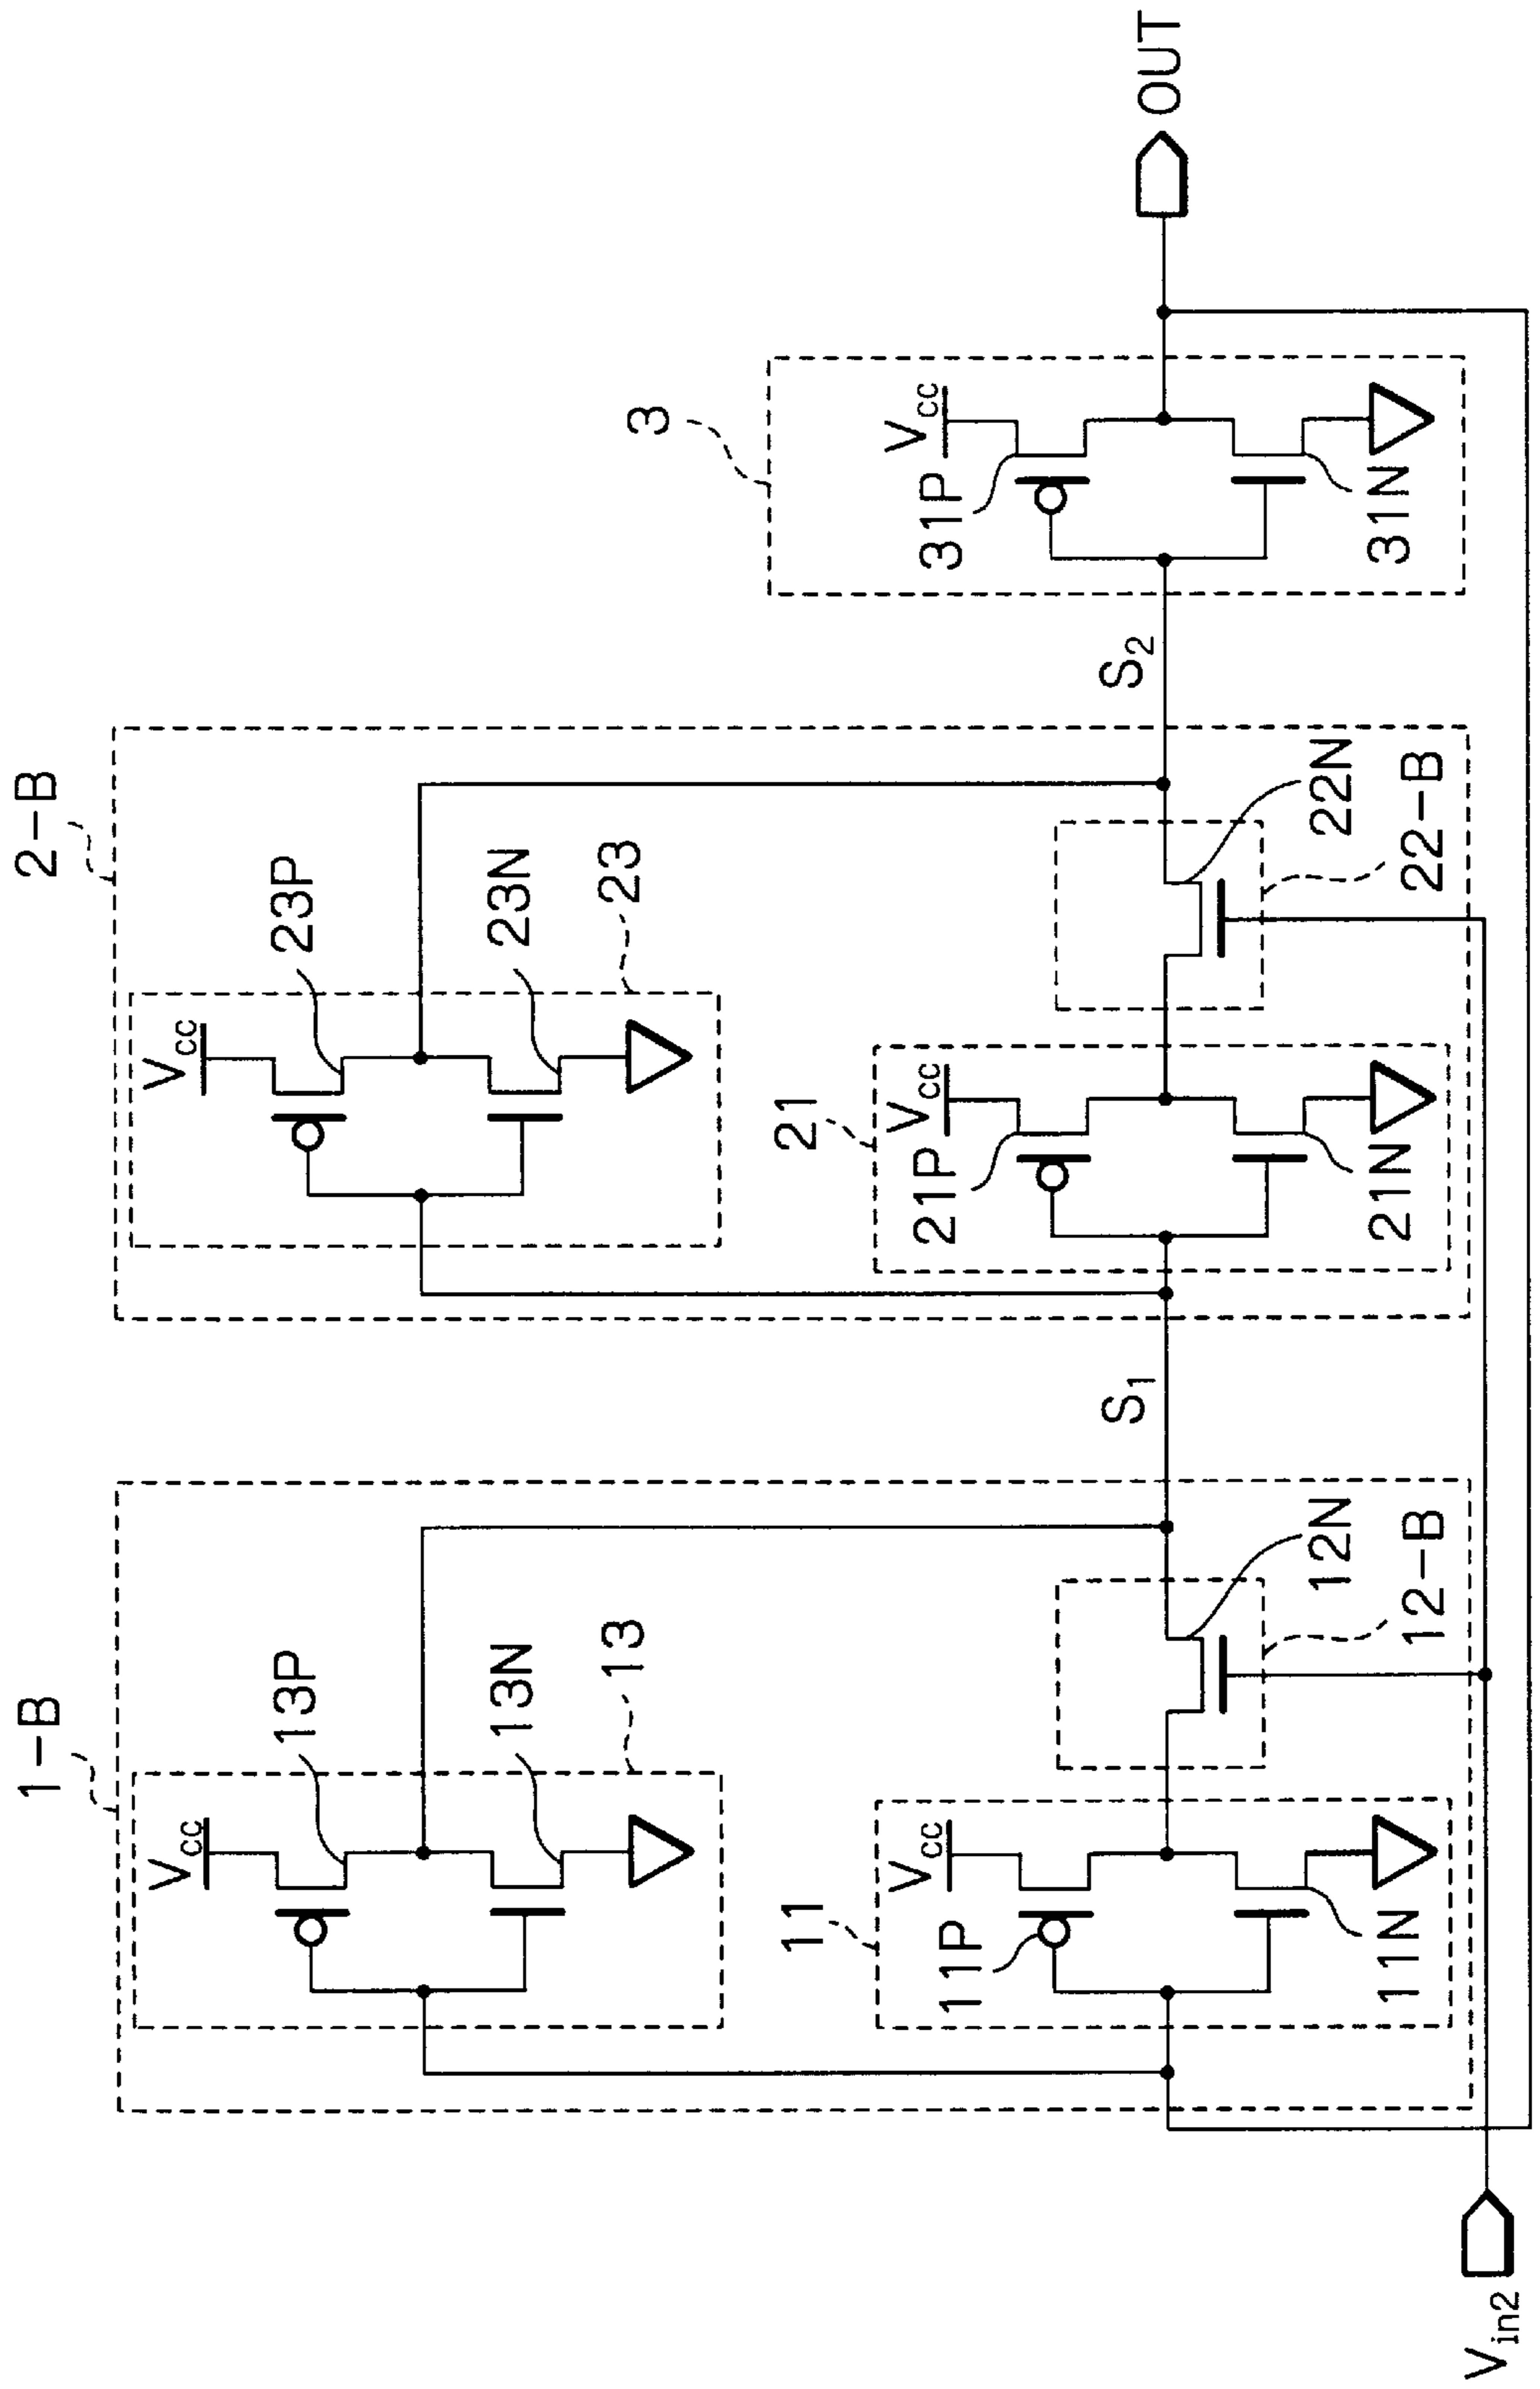 1-B
2-B
VCC
13P
13N
13
VCC
23P
23N
23
3
11
VCC
11P
11N
12N
12-B
S1
21
VCC
21P
21N
22N
22-B
S2
VCC
31P
31N
OUT
Vin2